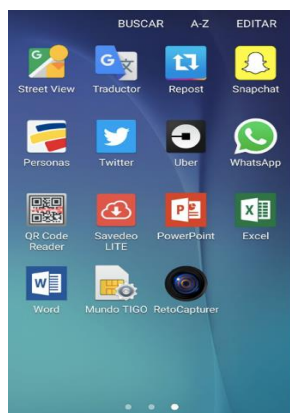 BUSCAR A-Z EDITAR
Street View Traductor Repost Snapchat
Personas Twitter Uber WhatsApp
QR Code Reader Savedeo LITE PowerPoint Excel
Word Mundo TIGO RetoCapturer